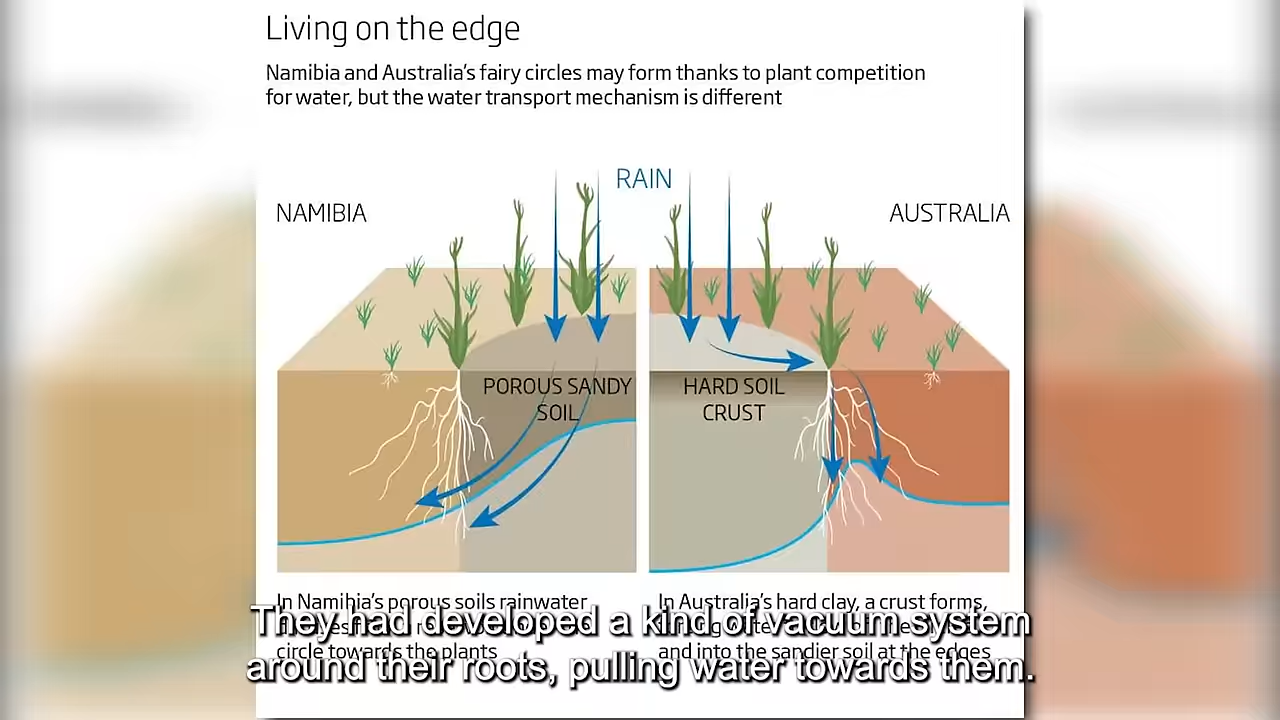 Living on the edge
Namibia and Australia's fairy circles may form thanks to plant competition
for water, but the water transport mechanism is different
RAIN
NAMIBIA
AUSTRALIA
POROUS SANDY
SOIL
HARD SOIL
CRUST
In Namibia's porous soils rainwater
circle towards the plants
In Australia's hard clay, a crust forms,
and into the sandier soil at the edges
They had developed a kind of vacuum system
around their roots, pulling water towards them.